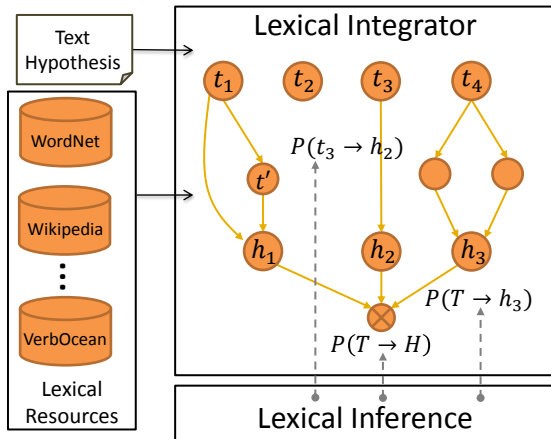 Text
Hypothesis
WordNet
Wikipedia
VerbOcean
Lexical
Resources
Lexical Integrator
t₁ t₂ t₃ t₄
P(t₃ → h₂)
t′
h₁ h₂ h₃
P(T → h₃)
P(T → H)
Lexical Inference